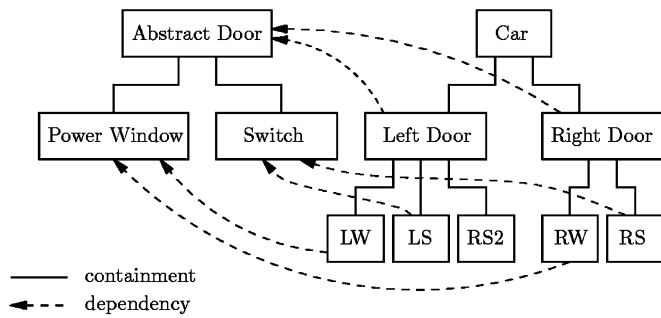 Abstract Door
Car
Power Window
Switch
Left Door
Right Door
LW
LS
RS2
RW
RS
containment
dependency